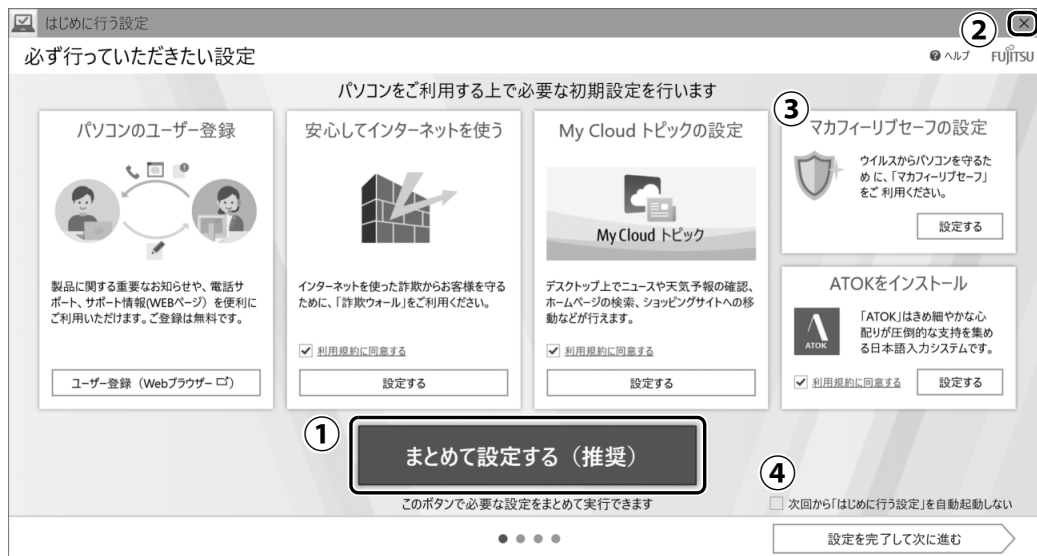 はじめに行う設定
②
×
必ず行っていただきたい設定
? ヘルプ
FUJITSU
パソコンをご利用する上で必要な初期設定を行います
パソコンのユーザー登録
製品に関する重要なお知らせや、電話サ
ポート、サポート情報(WEBページ）を便利に
ご利用いただけます。ご登録は無料です。
ユーザー登録（Webブラウザー）
安心してインターネットを使う
インターネットを使った詐欺からお客様を守る
ために、「詐欺ウォール」をご利用ください。
利用規約に同意する
設定する
My Cloud トピックの設定
My Cloud トピック
デスクトップ上でニュースや天気予報の確認、
ホームページの検索、ショッピングサイトへの移
動などが行えます。
利用規約に同意する
設定する
③
マカフィーリブセーフの設定
ウイルスからパソコンを守るた
め に、「マカフィーリブセーフ」
をご 利用ください。
設定する
ATOKをインストール
ATOK
「ATOK」はきめ細やかな心
配りが圧倒的な支持を集め
る日本語入力システムです。
利用規約に同意する
設定する
①
まとめて設定する（推奨）
このボタンで必要な設定をまとめて実行できます
④
次回から「はじめに行う設定」を自動起動しない
設定を完了して次に進む